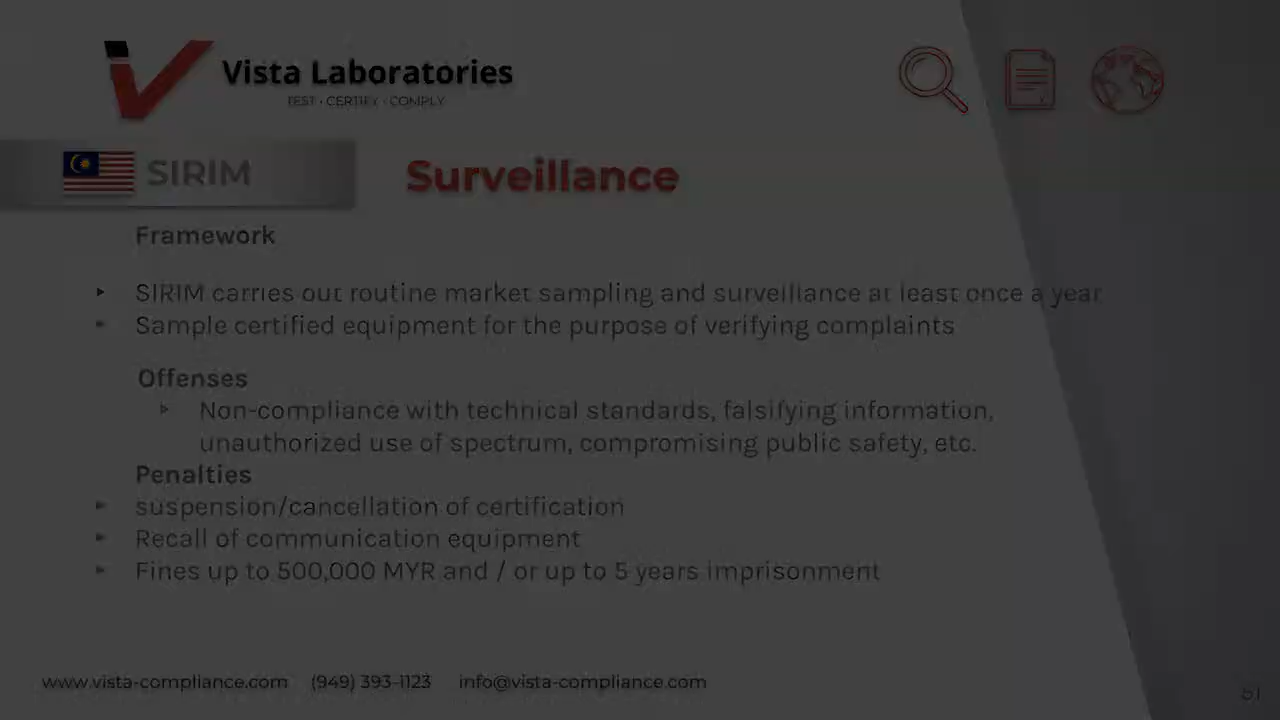 Vista Laboratories
TEST • CERTIFY • COMPLY
SIRIM
Surveillance
Framework
‣ SIRIM carries out routine market sampling and surveillance at least once a year
‣ Sample certified equipment for the purpose of verifying complaints
Offenses
‣ Non-compliance with technical standards, falsifying information,
unauthorized use of spectrum, compromising public safety, etc.
Penalties
‣ suspension/cancellation of certification
‣ Recall of communication equipment
‣ Fines up to 500,000 MYR and / or up to 5 years imprisonment
www.vista-compliance.com (949) 393-1123 info@vista-compliance.com
51